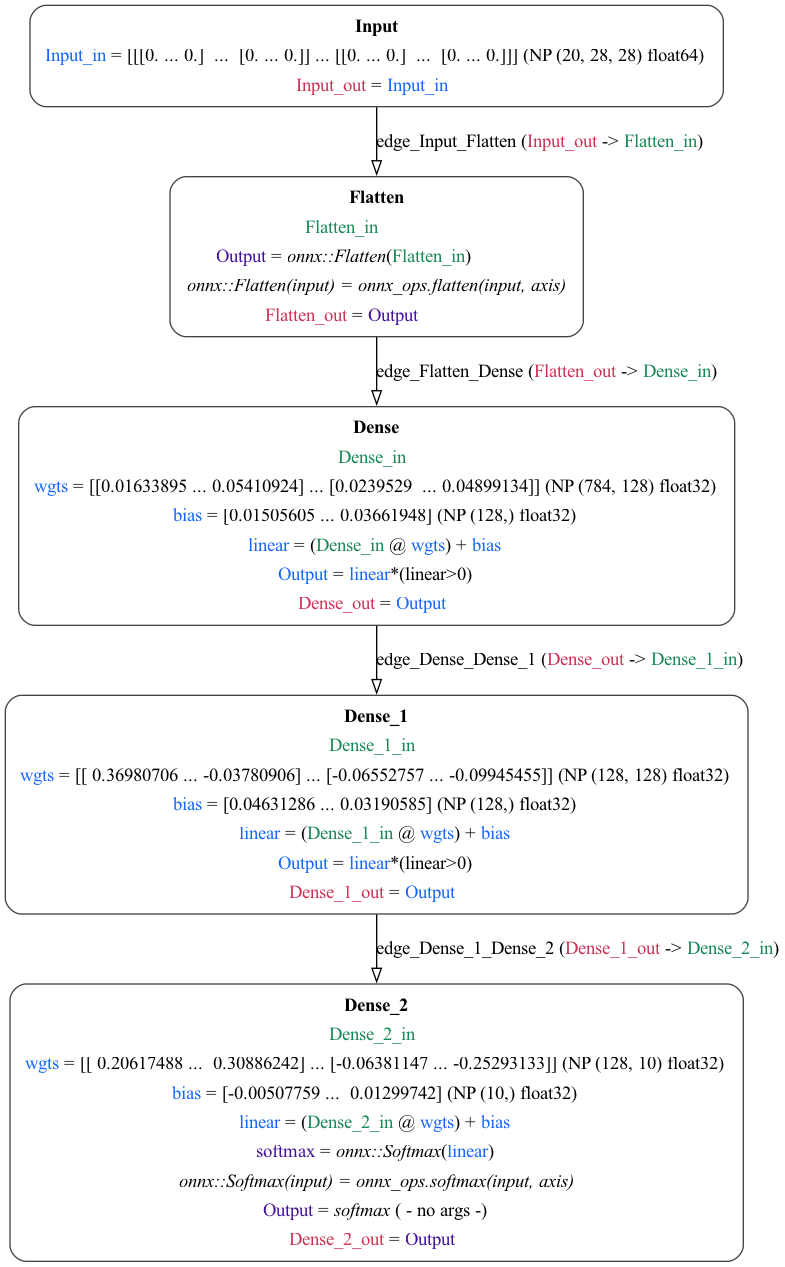 Input
Input_in = [[[0. ... 0.] ... [0. ... 0.]] ... [[0. ... 0.] ... [0. ... 0.]]] (NP (20, 28, 28) float64)
Input_out = Input_in
edge_Input_Flatten (Input_out -> Flatten_in)
Flatten
Flatten_in
Output = onnx::Flatten(Flatten_in)
onnx::Flatten(input) = onnx_ops.flatten(input, axis)
Flatten_out = Output
edge_Flatten_Dense (Flatten_out -> Dense_in)
Dense
Dense_in
wgts = [[0.01633895 ... 0.05410924] ... [0.0239529 ... 0.04899134]] (NP (784, 128) float32)
bias = [0.01505605 ... 0.03661948] (NP (128,) float32)
linear = (Dense_in @ wgts) + bias
Output = linear*(linear>0)
Dense_out = Output
edge_Dense_Dense_1 (Dense_out -> Dense_1_in)
Dense_1
Dense_1_in
wgts = [[ 0.36980706 ... -0.03780906] ... [-0.06552757 ... -0.09945455]] (NP (128, 128) float32)
bias = [0.04631286 ... 0.03190585] (NP (128,) float32)
linear = (Dense_1_in @ wgts) + bias
Output = linear*(linear>0)
Dense_1_out = Output
edge_Dense_1_Dense_2 (Dense_1_out -> Dense_2_in)
Dense_2
Dense_2_in
wgts = [[ 0.20617488 ... 0.30886242] ... [-0.06381147 ... -0.25293133]] (NP (128, 10) float32)
bias = [-0.00507759 ... 0.01299742] (NP (10,) float32)
linear = (Dense_2_in @ wgts) + bias
softmax = onnx::Softmax(linear)
onnx::Softmax(input) = onnx_ops.softmax(input, axis)
Output = softmax ( - no args -)
Dense_2_out = Output